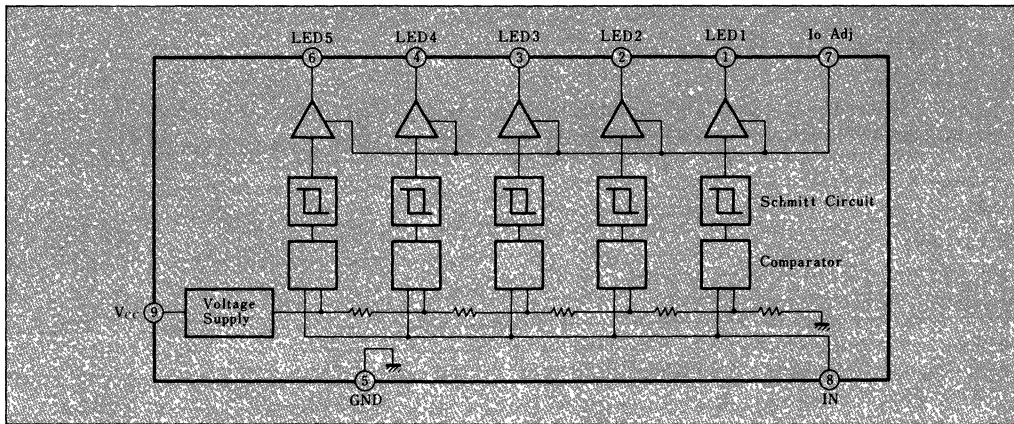 LED5 LED4 LED3 LED2 LED1 Io Adj
6 4 3 2 1 7
Schmitt Circuit
Comparator
Vcc 9
Voltage
Supply
5 8
GND IN